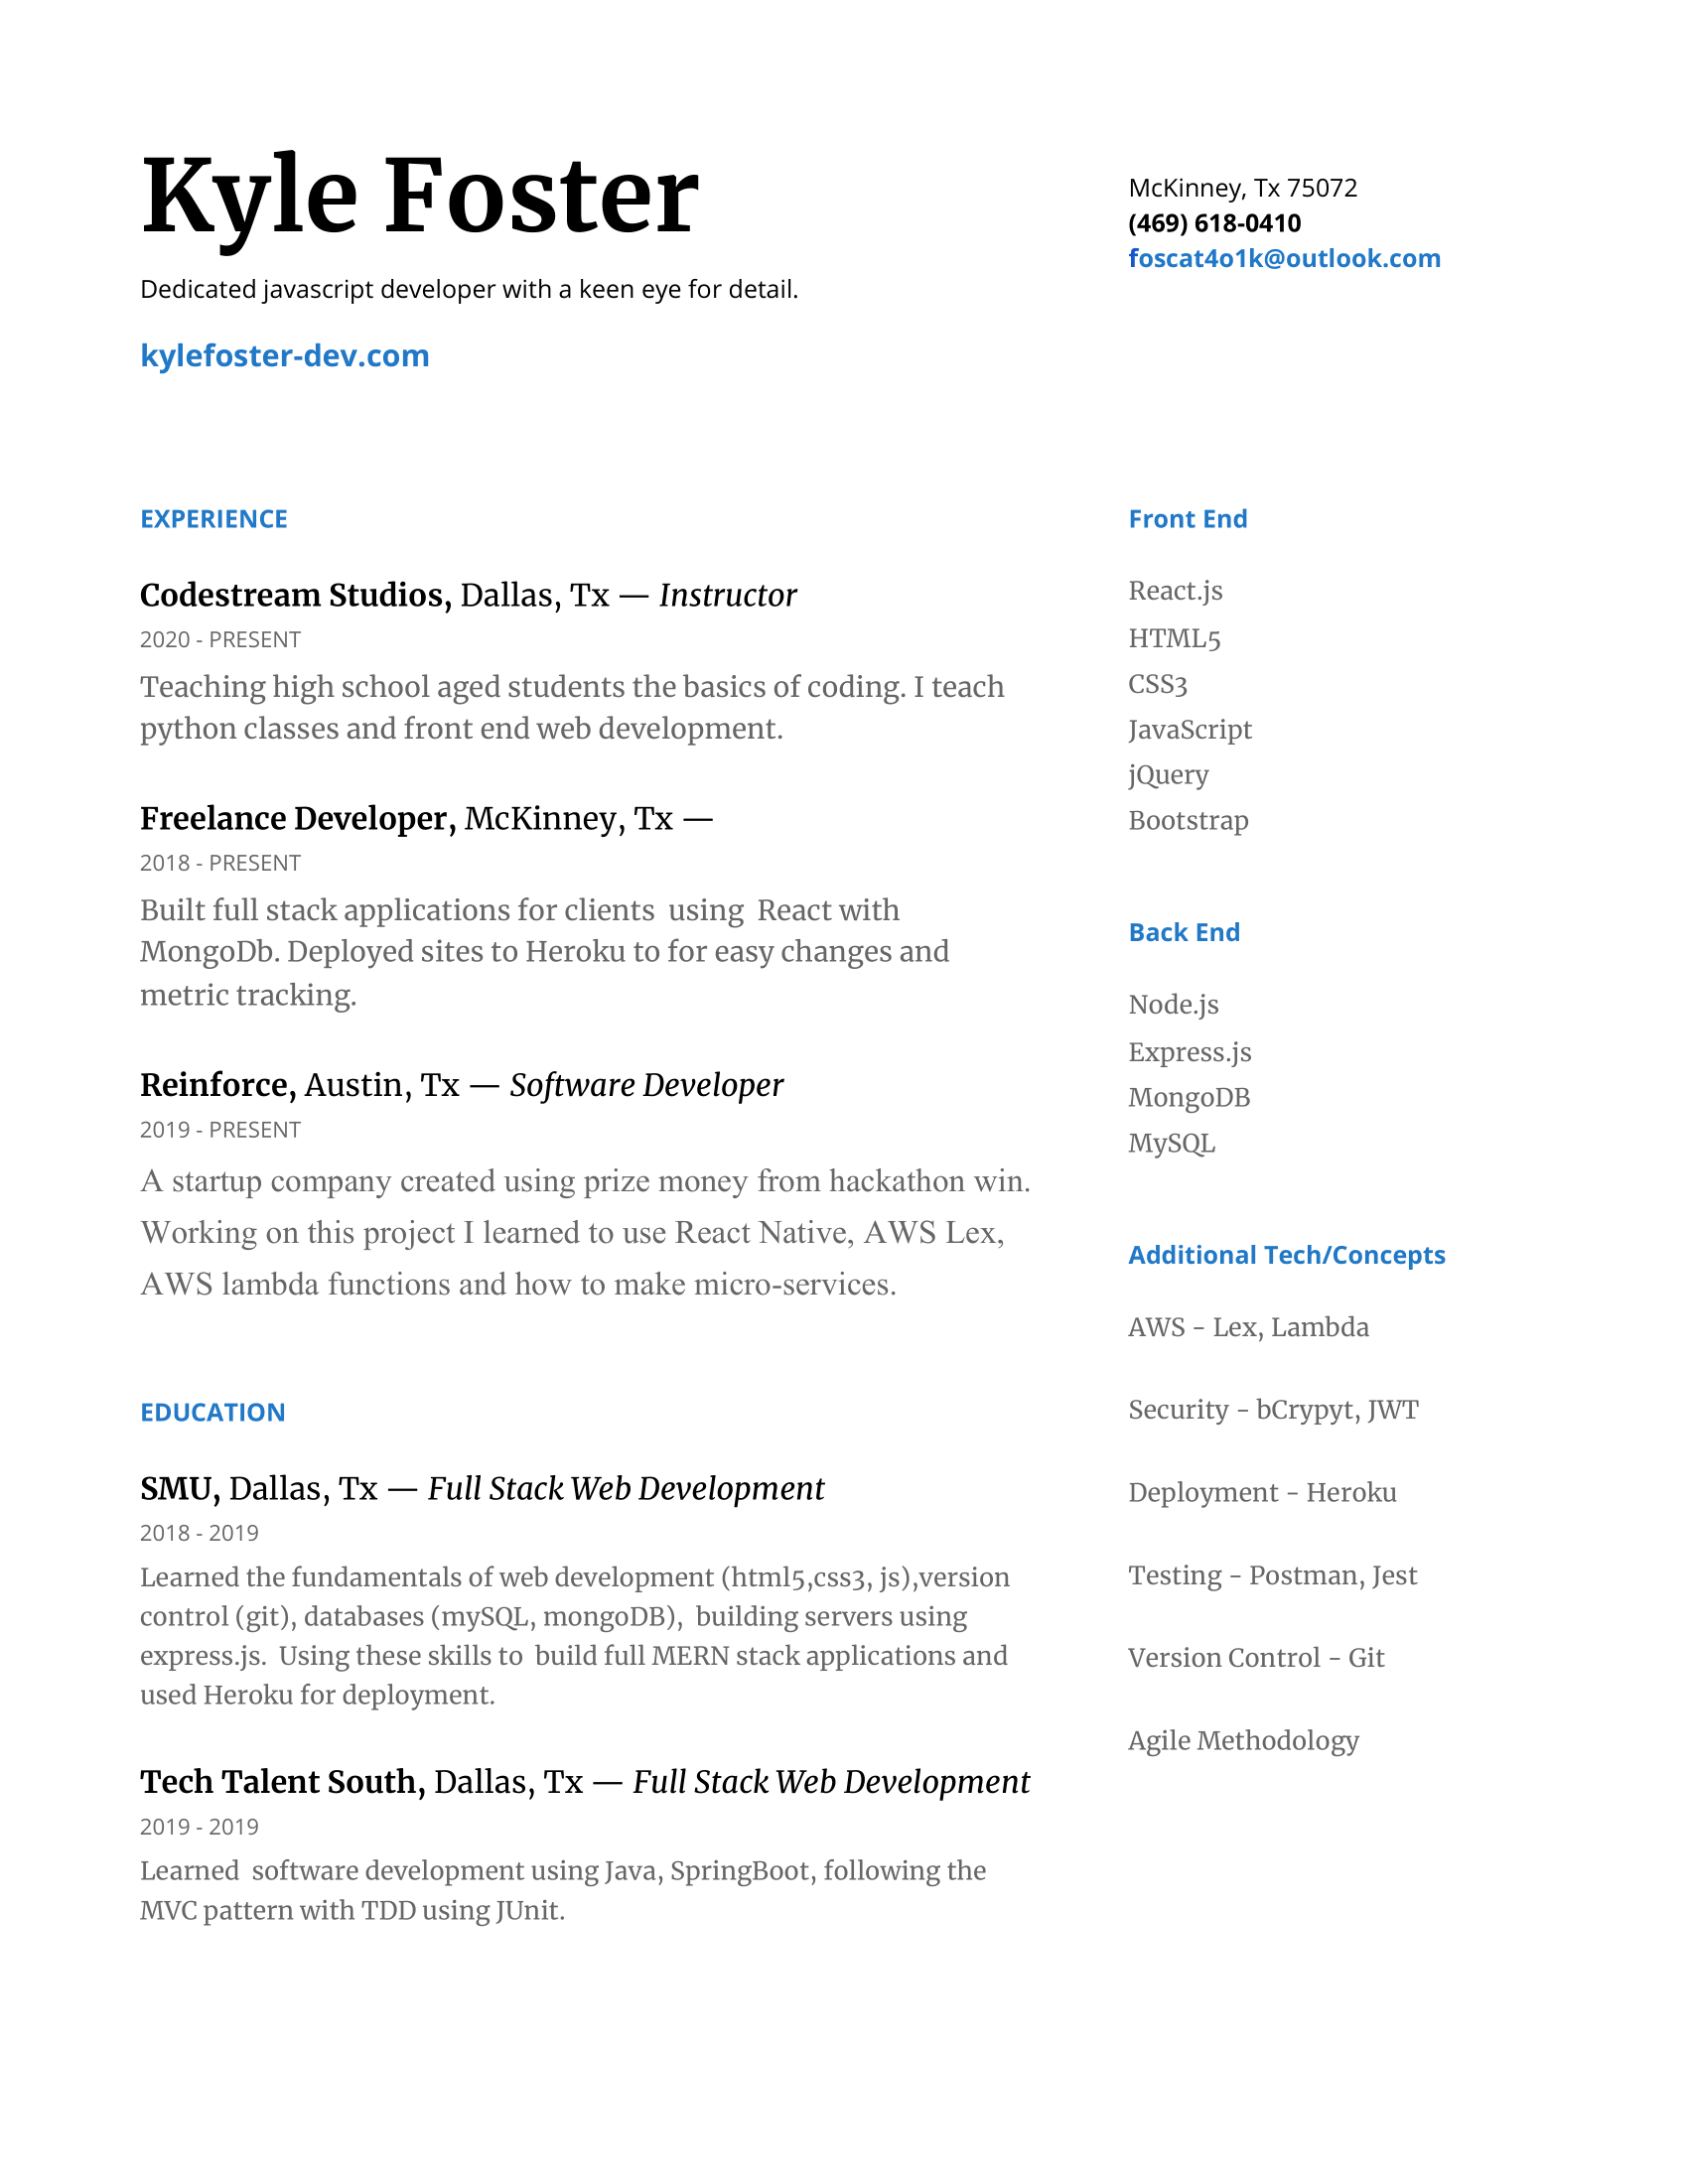 Kyle Foster
Dedicated javascript developer with a keen eye for detail.
kylefoster-dev.com
McKinney, Tx 75072
(469) 618-0410
foscat4o1k@outlook.com
EXPERIENCE
Codestream Studios, Dallas, Tx — Instructor
2020 - PRESENT
Teaching high school aged students the basics of coding. I teach
python classes and front end web development.
Freelance Developer, McKinney, Tx —
2018 - PRESENT
Built full stack applications for clients  using  React with
MongoDb. Deployed sites to Heroku to for easy changes and
metric tracking.
Reinforce, Austin, Tx — Software Developer
2019 - PRESENT
A startup company created using prize money from hackathon win.
Working on this project I learned to use React Native, AWS Lex,
AWS lambda functions and how to make micro-services.
EDUCATION
SMU, Dallas, Tx — Full Stack Web Development
2018 - 2019
Learned the fundamentals of web development (html5,css3, js),version
control (git), databases (mySQL, mongoDB),  building servers using
express.js.  Using these skills to  build full MERN stack applications and
used Heroku for deployment.
Tech Talent South, Dallas, Tx — Full Stack Web Development
2019 - 2019
Learned  software development using Java, SpringBoot, following the
MVC pattern with TDD using JUnit.
Front End
React.js
HTML5
CSS3
JavaScript
jQuery
Bootstrap
Back End
Node.js
Express.js
MongoDB
MySQL
Additional Tech/Concepts
AWS - Lex, Lambda
Security - bCrypyt, JWT
Deployment - Heroku
Testing - Postman, Jest
Version Control - Git
Agile Methodology